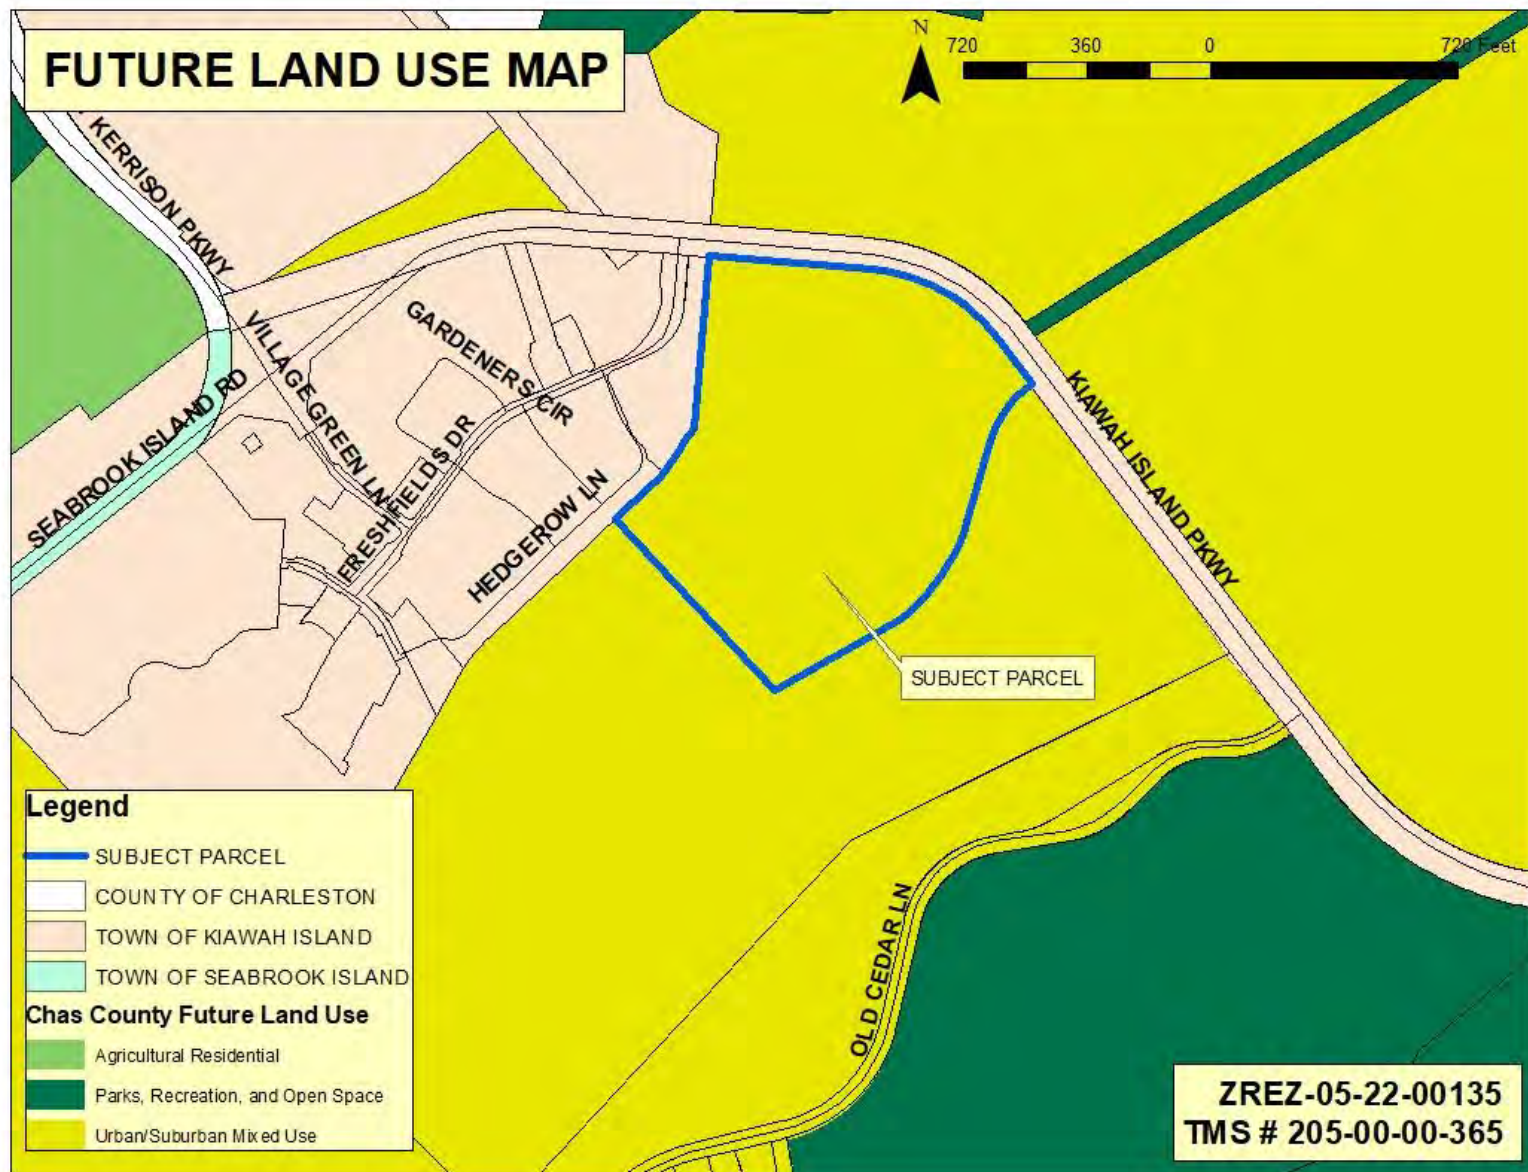 FUTURE LAND USE MAP
N
720 360 0 720 Feet
KERRISON PKWY
VILLAGE GREEN LN
GARDENERS CIR
SEABROOK ISLAND RD
FRESHFIELDS DR
HEDGEROW LN
KIAWAH ISLAND PKWY
SUBJECT PARCEL
OLD CEDAR LN
Legend
SUBJECT PARCEL
COUNTY OF CHARLESTON
TOWN OF KIAWAH ISLAND
TOWN OF SEABROOK ISLAND
Chas County Future Land Use
Agricultural Residential
Parks, Recreation, and Open Space
Urban/Suburban Mixed Use
ZREZ-05-22-00135
TMS # 205-00-00-365